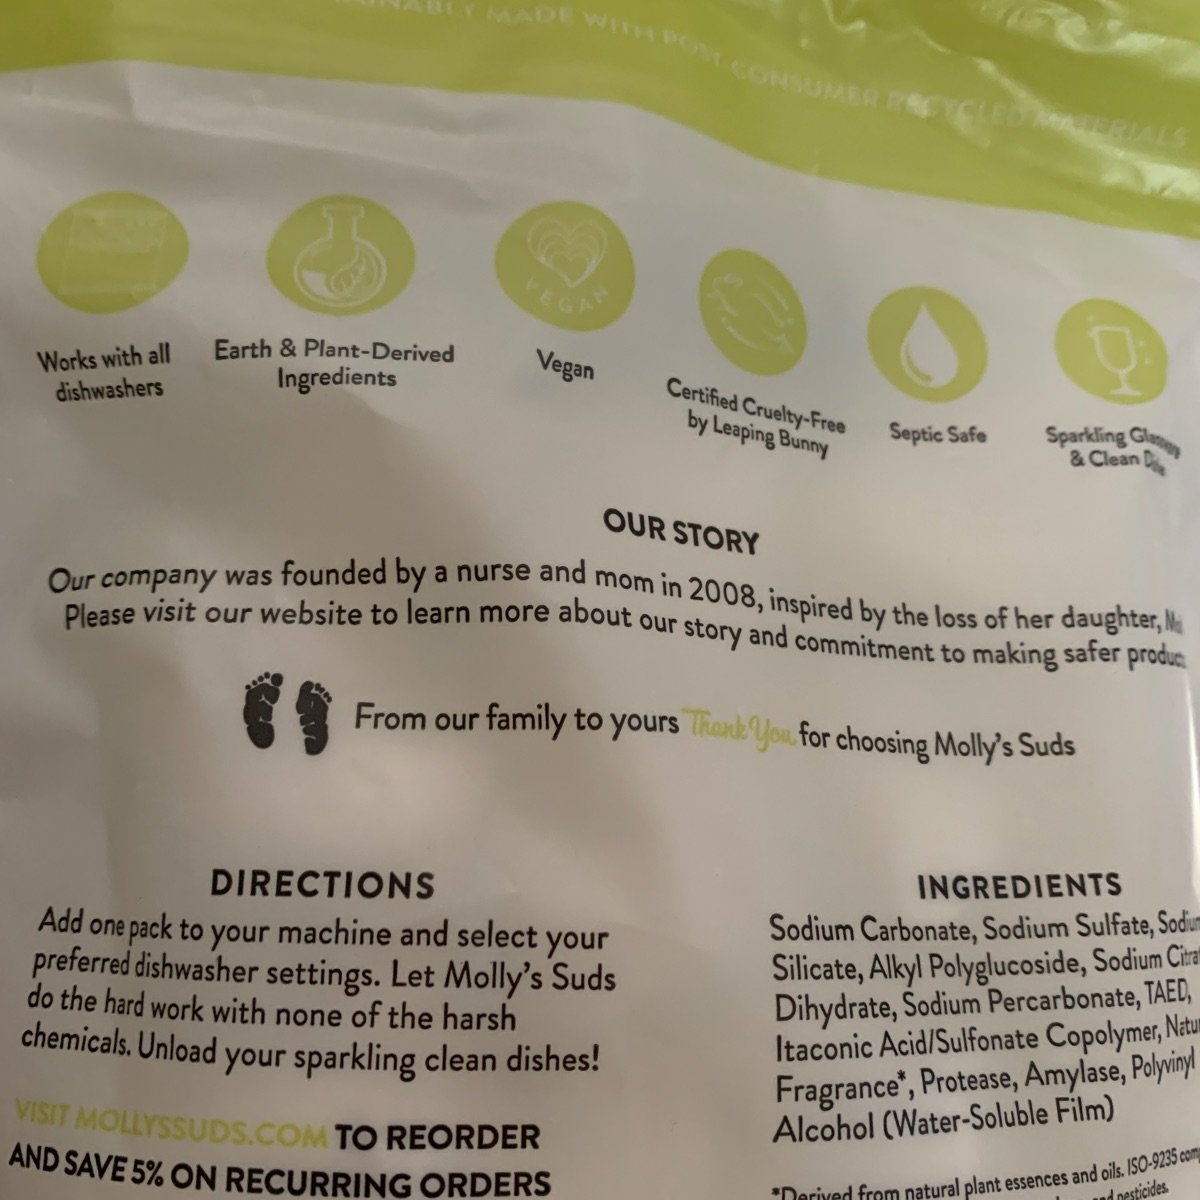 MADE WITH POST CONSUMER RECYCLED MATERIALS
VEGAN
Works with all
dishwashers
Earth & Plant-Derived
Ingredients
Vegan
Certified Cruelty-Free
by Leaping Bunny
Septic Safe
Sparkling
& Clean
OUR STORY
Our company was founded by a nurse and mom in 2008, inspired by the loss of her daughter,
Please visit our website to learn more about our story and commitment to making safer
From our family to yours Thank You for choosing Molly's Suds
DIRECTIONS
Add one pack to your machine and select your
preferred dishwasher settings. Let Molly's Suds
do the hard work with none of the harsh
chemicals. Unload your sparkling clean dishes!
VISIT MOLLYSSUDS.COM TO REORDER
AND SAVE 5% ON RECURRING ORDERS
INGREDIENTS
Sodium Carbonate, Sodium Sulfate,
Silicate, Alkyl Polyglucoside, Sodium
Dihydrate, Sodium Percarbonate, TAED,
Itaconic Acid/Sulfonate Copolymer,
Fragrance*, Protease, Amylase, Polyvinyl
Alcohol (Water-Soluble Film)
*Derived from natural plant essences and oils. ISO-9235
and pesticides.